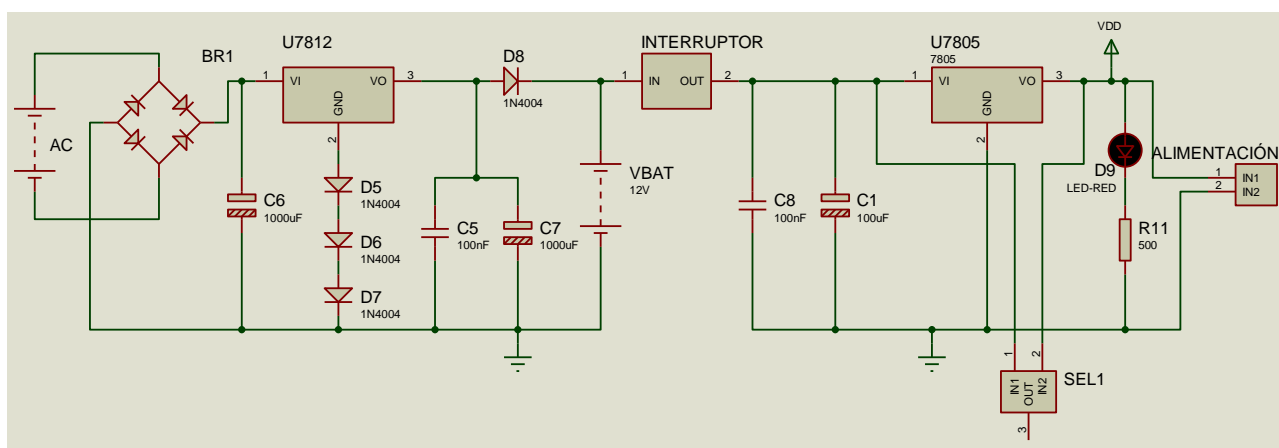 AC
BR1
U7812
1
VI
VO
3
GND
2
D5
1N4004
D6
1N4004
D7
1N4004
C6
1000uF
C5
100nF
C7
1000uF
D8
1N4004
VBAT
12V
INTERRUPTOR
1
IN
OUT
2
C8
100nF
C1
100uF
U7805
7805
1
VI
VO
3
GND
2
VDD
D9
LED-RED
R11
500
ALIMENTACIÓN
1
IN1
2
IN2
1
2
IN1
OUT
IN2
3
SEL1